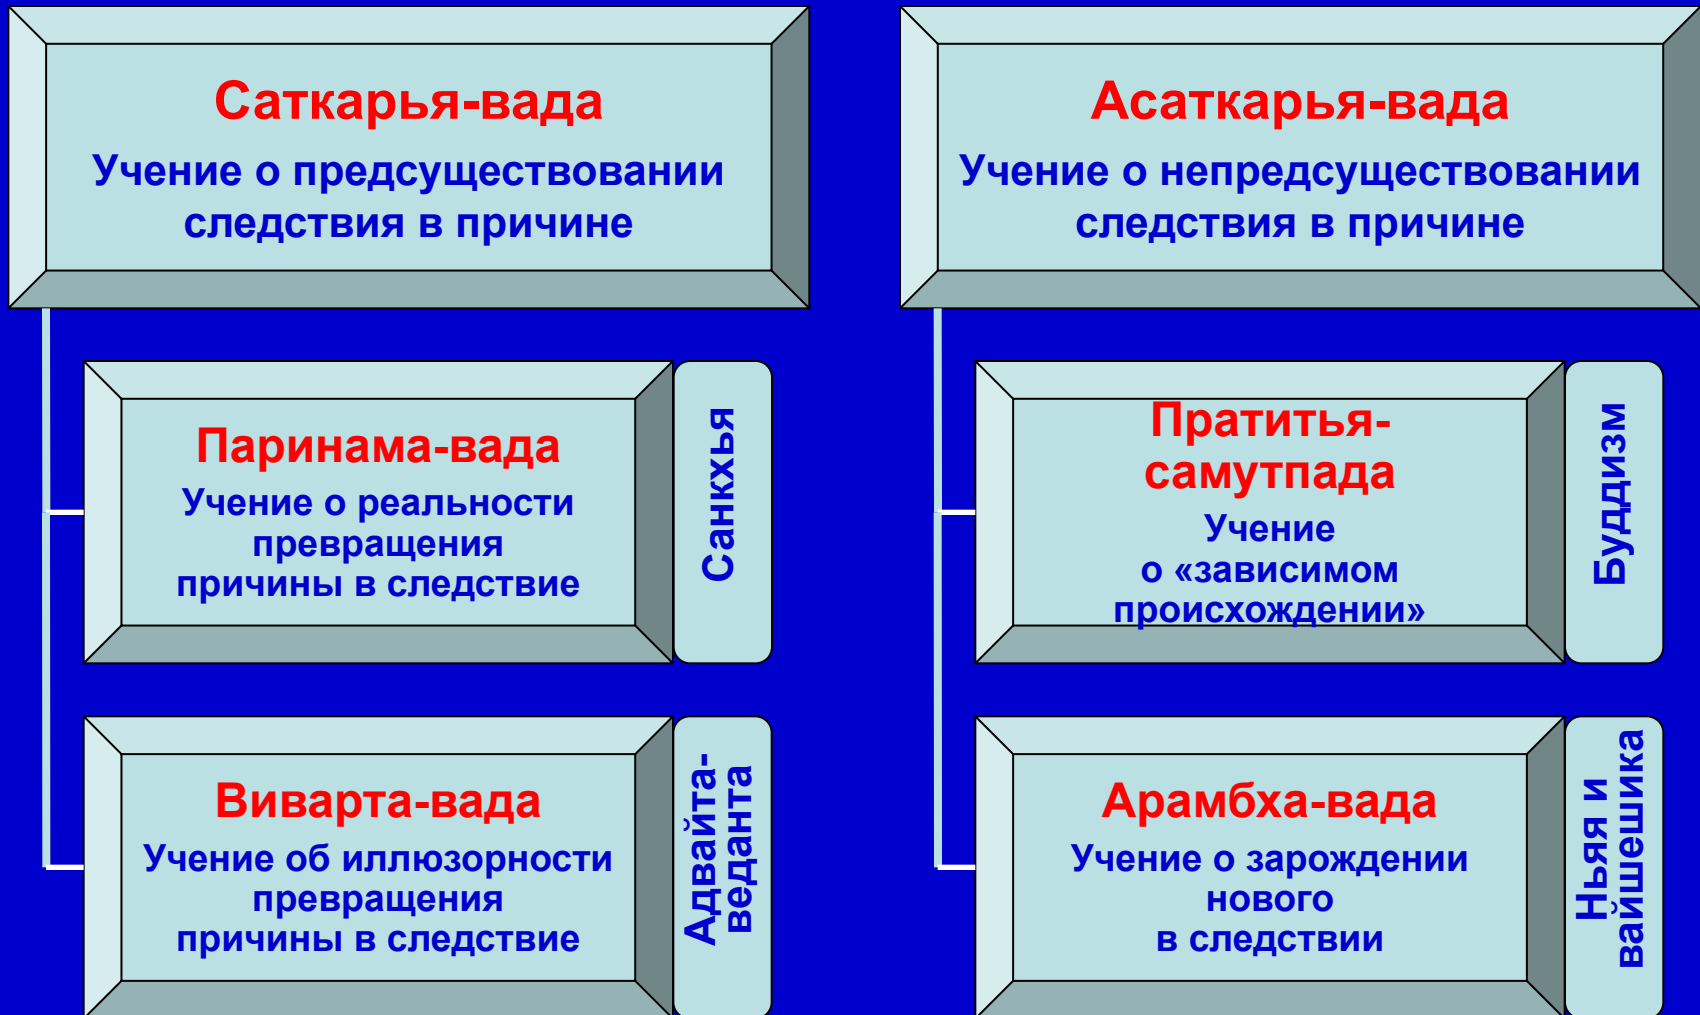 Саткарья-вада
Учение о предсуществовании
следствия в причине
Паринама-вада
Учение о реальности
превращения
причины в следствие
Санкхья
Виварта-вада
Учение об иллюзорности
превращения
причины в следствие
Адвайта-
веданта
Асаткарья-вада
Учение о непредсуществовании
следствия в причине
Пратитья-
самутпада
Учение
о «зависимом
происхождении»
Буддизм
Арамбха-вада
Учение о зарождении
нового
в следствии
Ньяя и
вайшешика